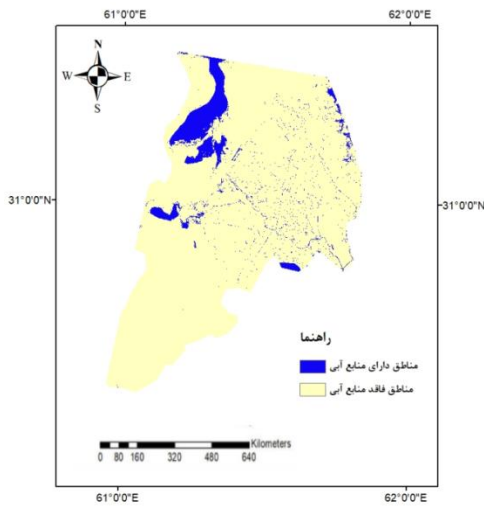 61°0'0"E 62°0'0"E
N
W E
S
31°0'0"N 31°0'0"N
راهنما
مناطق دارای منابع آبی
مناطق فاقد منابع آبی
Kilometers
0 80 160 320 480 640
61°0'0"E 62°0'0"E